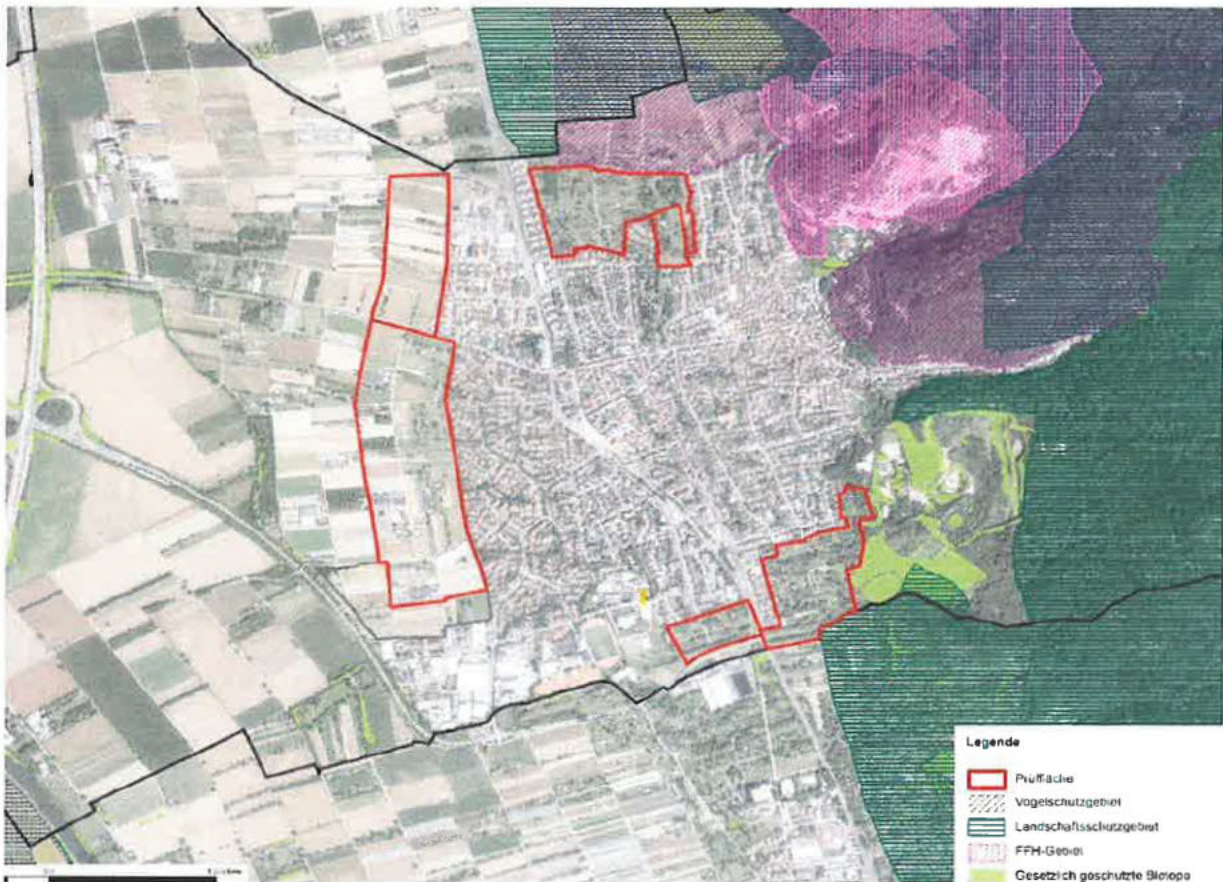 Legende
Prüffläche
Vogelschutzgebiet
Landschaftsschutzgebiet
FFH-Gebiet
Gesetzlich geschützte Biotope